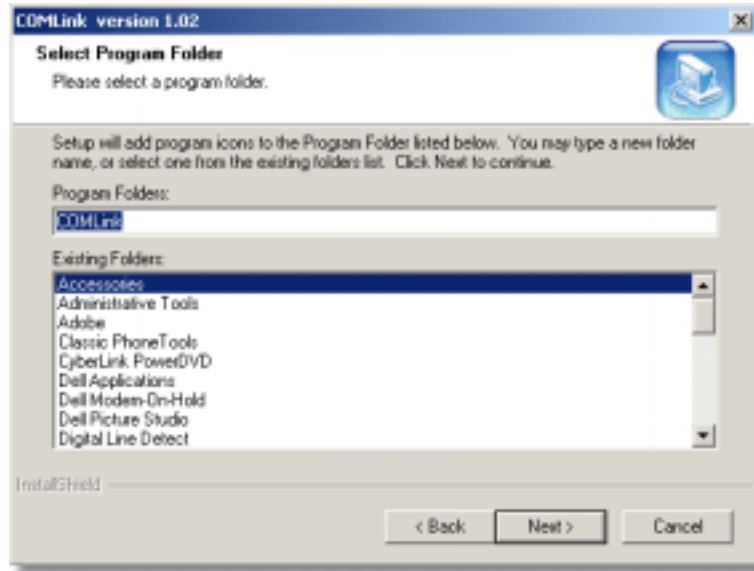 COMLink version 1.02
Select Program Folder
Please select a program folder.
Setup will add program icons to the Program Folder listed below. You may type a new folder
name, or select one from the existing folders list. Click Next to continue.
Program Folders:
COMLink
Existing Folders:
Accessories
Administrative Tools
Adobe
Classic PhoneTools
CyberLink PowerDVD
Dell Applications
Dell Modem-On-Hold
Dell Picture Studio
Digital Line Detect
InstallShield
< Back
Next >
Cancel